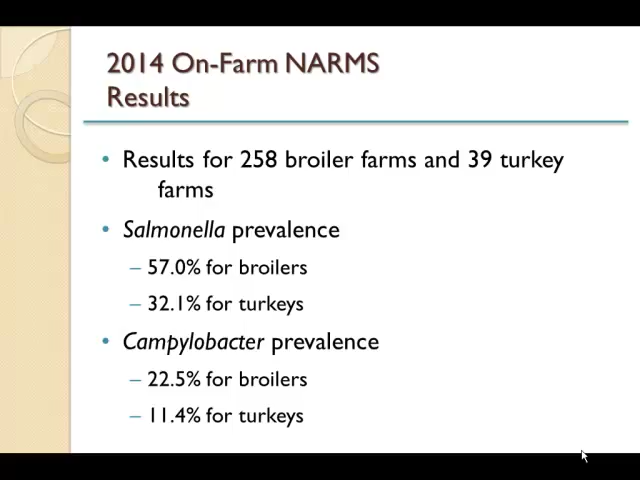 2014 On-Farm NARMS
Results
• Results for 258 broiler farms and 39 turkey
farms
• Salmonella prevalence
– 57.0% for broilers
– 32.1% for turkeys
• Campylobacter prevalence
– 22.5% for broilers
– 11.4% for turkeys